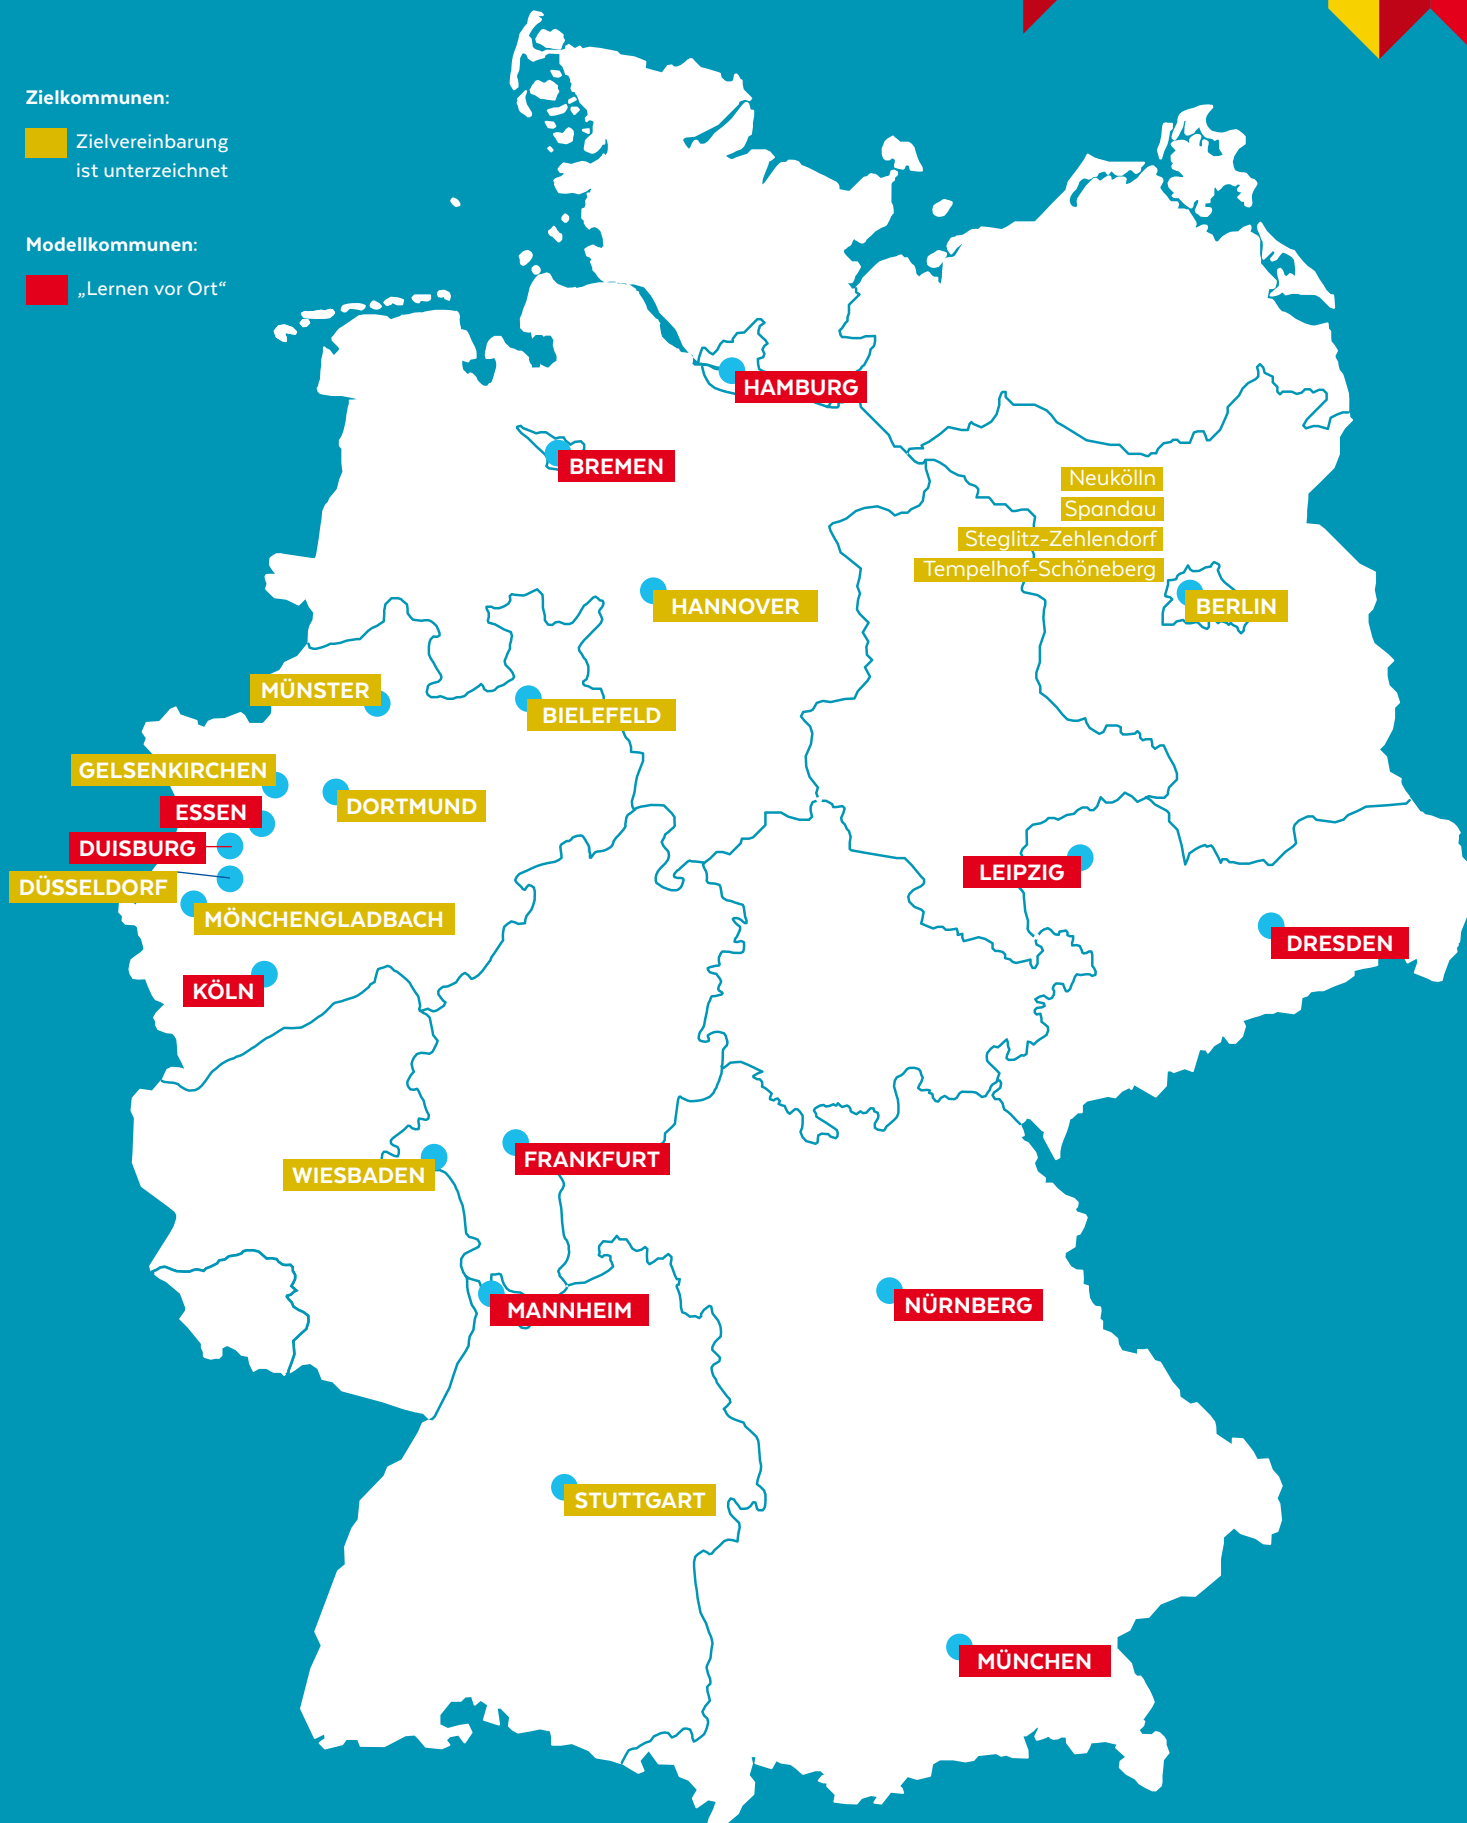 Zielkommunen:
Zielvereinbarung
ist unterzeichnet
Modellkommunen:
„Lernen vor Ort“
HAMBURG
BREMEN
Neukölln
Spandau
Steglitz-Zehlendorf
Tempelhof-Schöneberg
HANNOVER
BERLIN
MÜNSTER
BIELEFELD
GELSENKIRCHEN
ESSEN
DORTMUND
DUISBURG
LEIPZIG
DÜSSELDORF
MÖNCHENGLADBACH
DRESDEN
KÖLN
FRANKFURT
WIESBADEN
MANNHEIM
NÜRNBERG
STUTTGART
MÜNCHEN